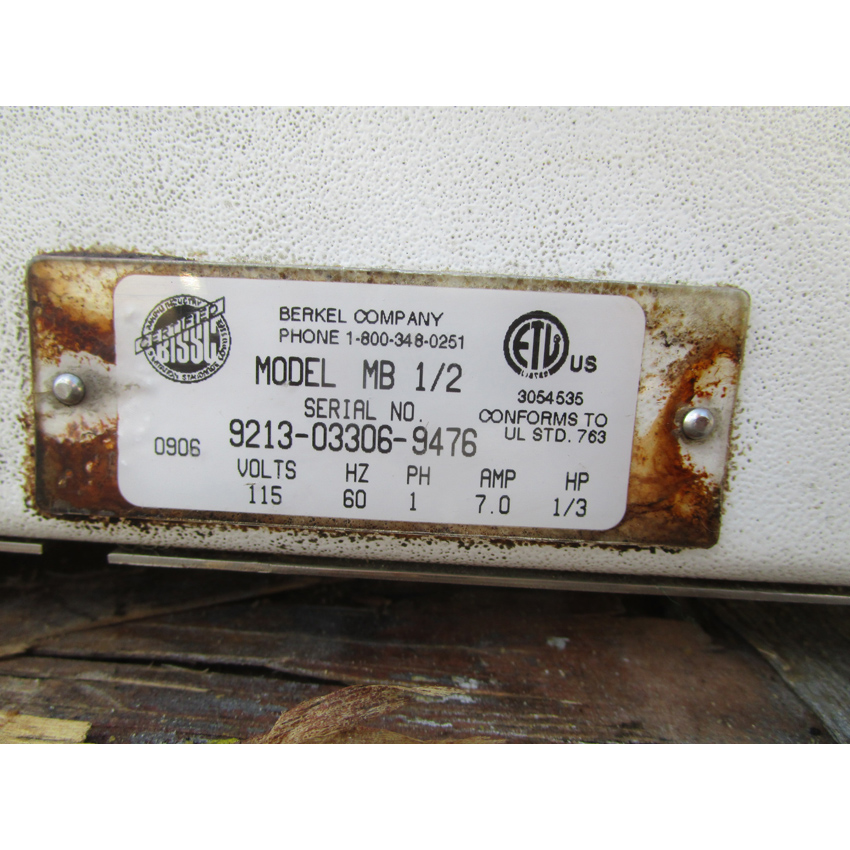 BISSC
BERKEL COMPANY
PHONE 1-800-348-0251
MODEL MB 1/2
SERIAL NO.
0906 9213-03306-9476
ETL US
LISTED
3054535
CONFORMS TO
UL STD. 763
VOLTS HZ PH AMP HP
115 60 1 7.0 1/3